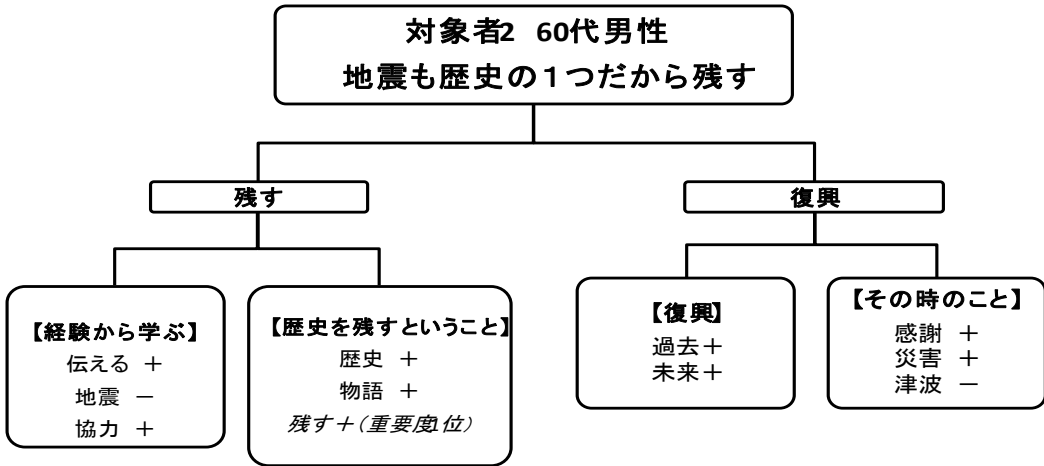 対象者2 60代男性
地震も歴史の1つだから残す
残す
復興
【経験から学ぶ】
伝える +
地震 −
協力 +
【歴史を残すということ】
歴史 +
物語 +
残す+(重要度1位)
【復興】
過去+
未来+
【その時のこと】
感謝 +
災害 +
津波 −